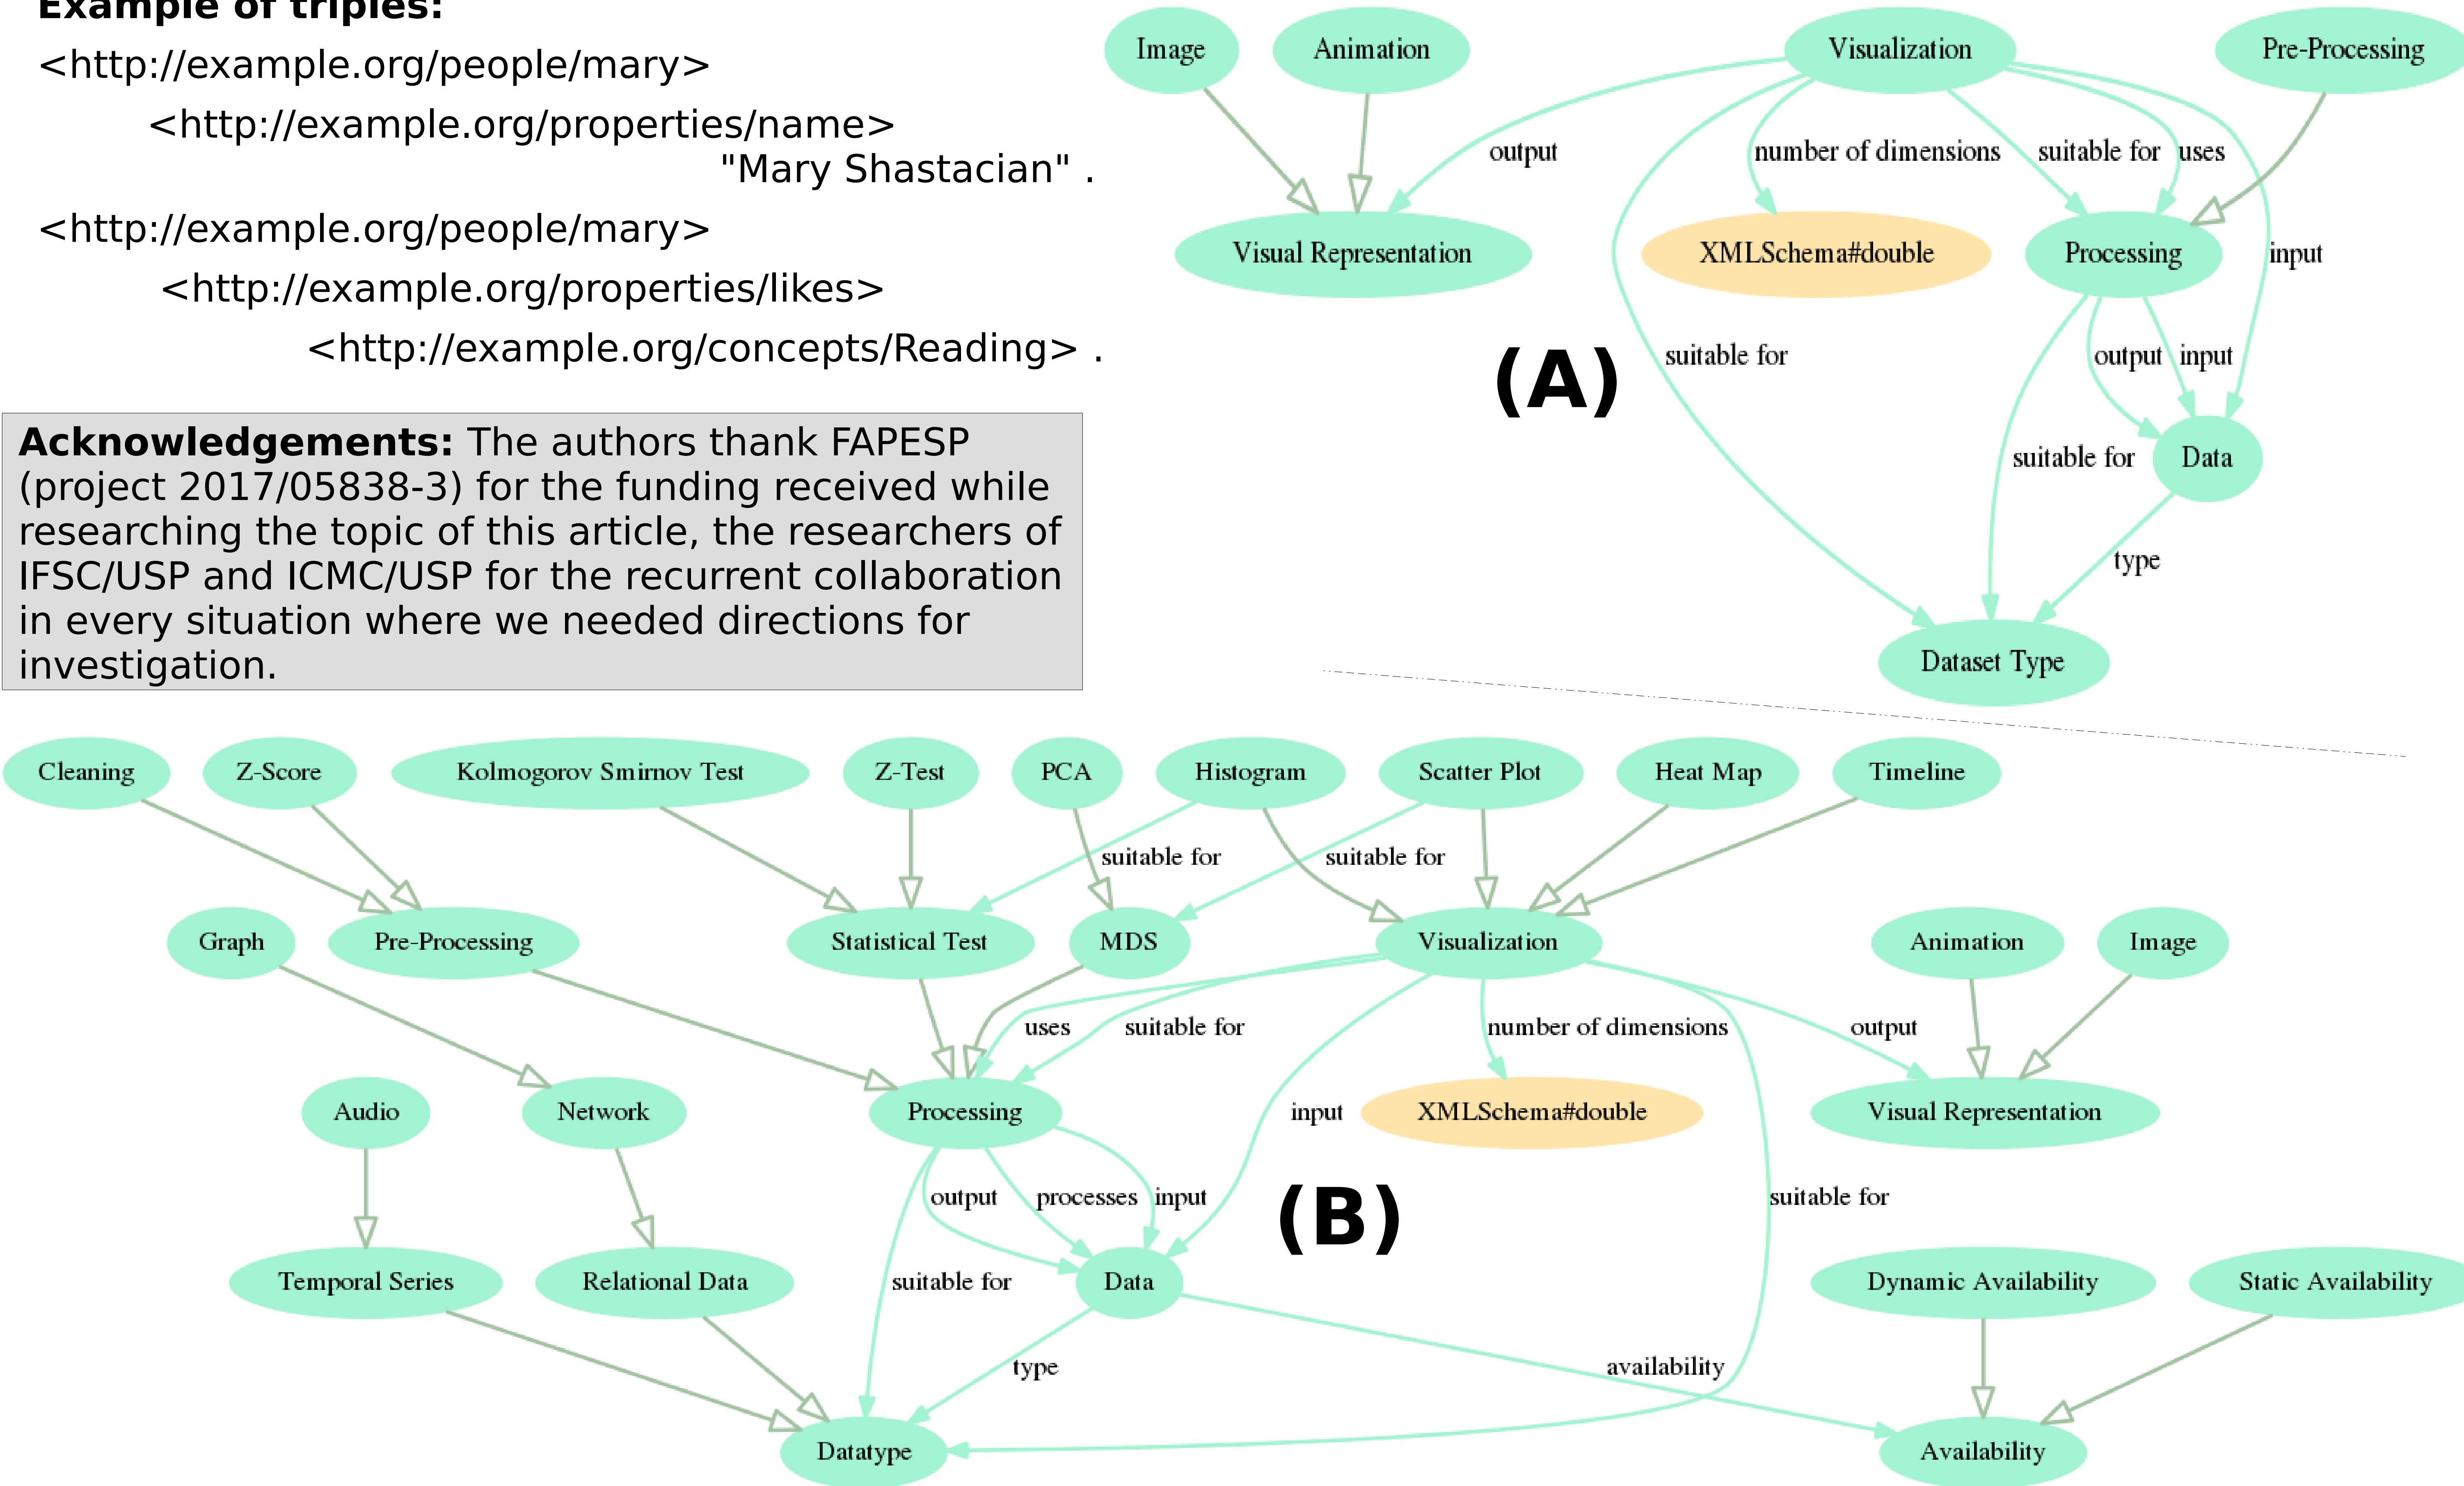 Example of triples:
<http://example.org/people/mary>
<http://example.org/properties/name>
"Mary Shastacian" .
<http://example.org/people/mary>
<http://example.org/properties/likes>
<http://example.org/concepts/Reading> .
Acknowledgements: The authors thank FAPESP
(project 2017/05838-3) for the funding received while
researching the topic of this article, the researchers of
IFSC/USP and ICMC/USP for the recurrent collaboration
in every situation where we needed directions for
investigation.
Image Animation Visualization Pre-Processing
output number of dimensions suitable for uses
Visual Representation XMLSchema#double Processing input
suitable for output input
(A)
suitable for Data
type
Dataset Type
Cleaning Z-Score Kolmogorov Smirnov Test Z-Test PCA Histogram Scatter Plot Heat Map Timeline
suitable for suitable for
Graph Pre-Processing Statistical Test MDS Visualization Animation Image
uses suitable for number of dimensions output
Audio Network Processing input XMLSchema#double Visual Representation
output processes input suitable for
(B)
Temporal Series Relational Data suitable for Data Dynamic Availability Static Availability
type availability
Datatype Availability